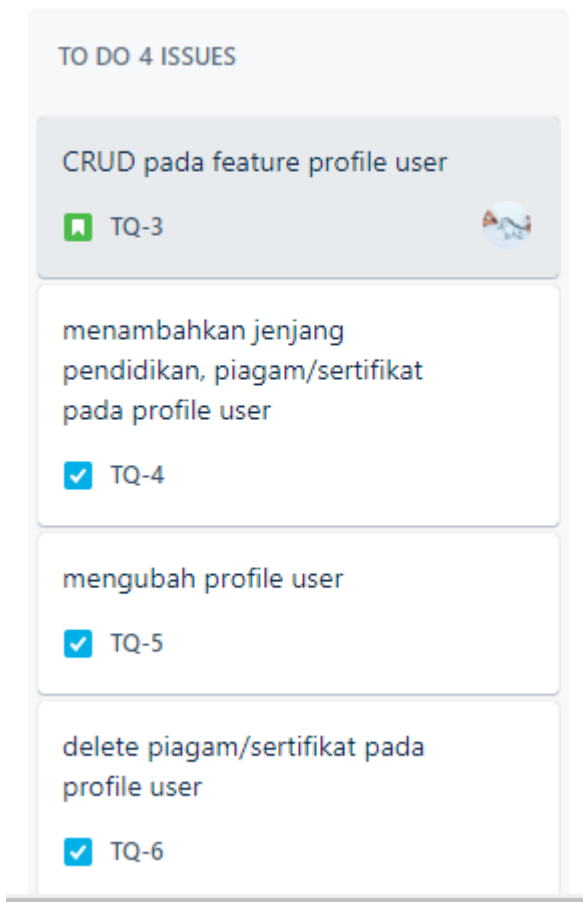 TO DO 4 ISSUES
CRUD pada feature profile user
TQ-3
menambahkan jenjang
pendidikan, piagam/sertifikat
pada profile user
TQ-4
mengubah profile user
TQ-5
delete piagam/sertifikat pada
profile user
TQ-6